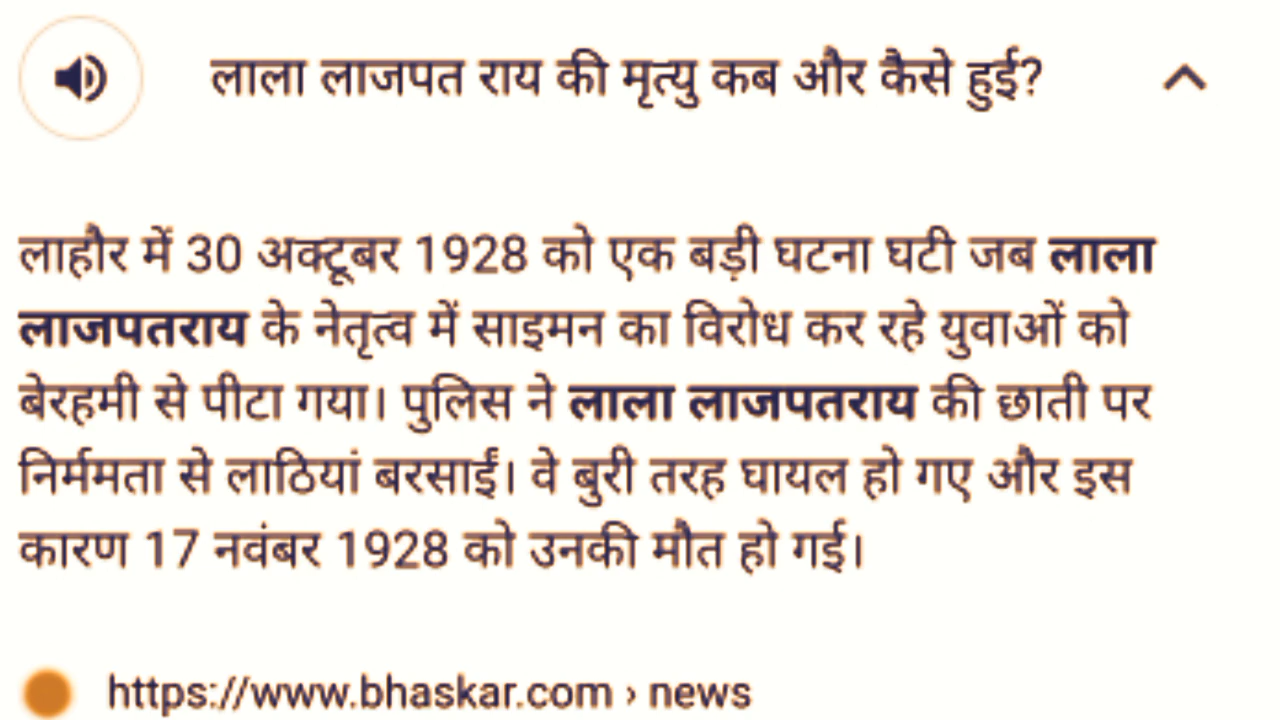 लाला लाजपत राय की मृत्यु कब और कैसे हुई?
लाहौर में 30 अक्टूबर 1928 को एक बड़ी घटना घटी जब लाला
लाजपतराय के नेतृत्व में साइमन का विरोध कर रहे युवाओं को
बेरहमी से पीटा गया। पुलिस ने लाला लाजपतराय की छाती पर
निर्ममता से लाठियां बरसाईं। वे बुरी तरह घायल हो गए और इस
कारण 17 नवंबर 1928 को उनकी मौत हो गई।
https://www.bhaskar.com › news